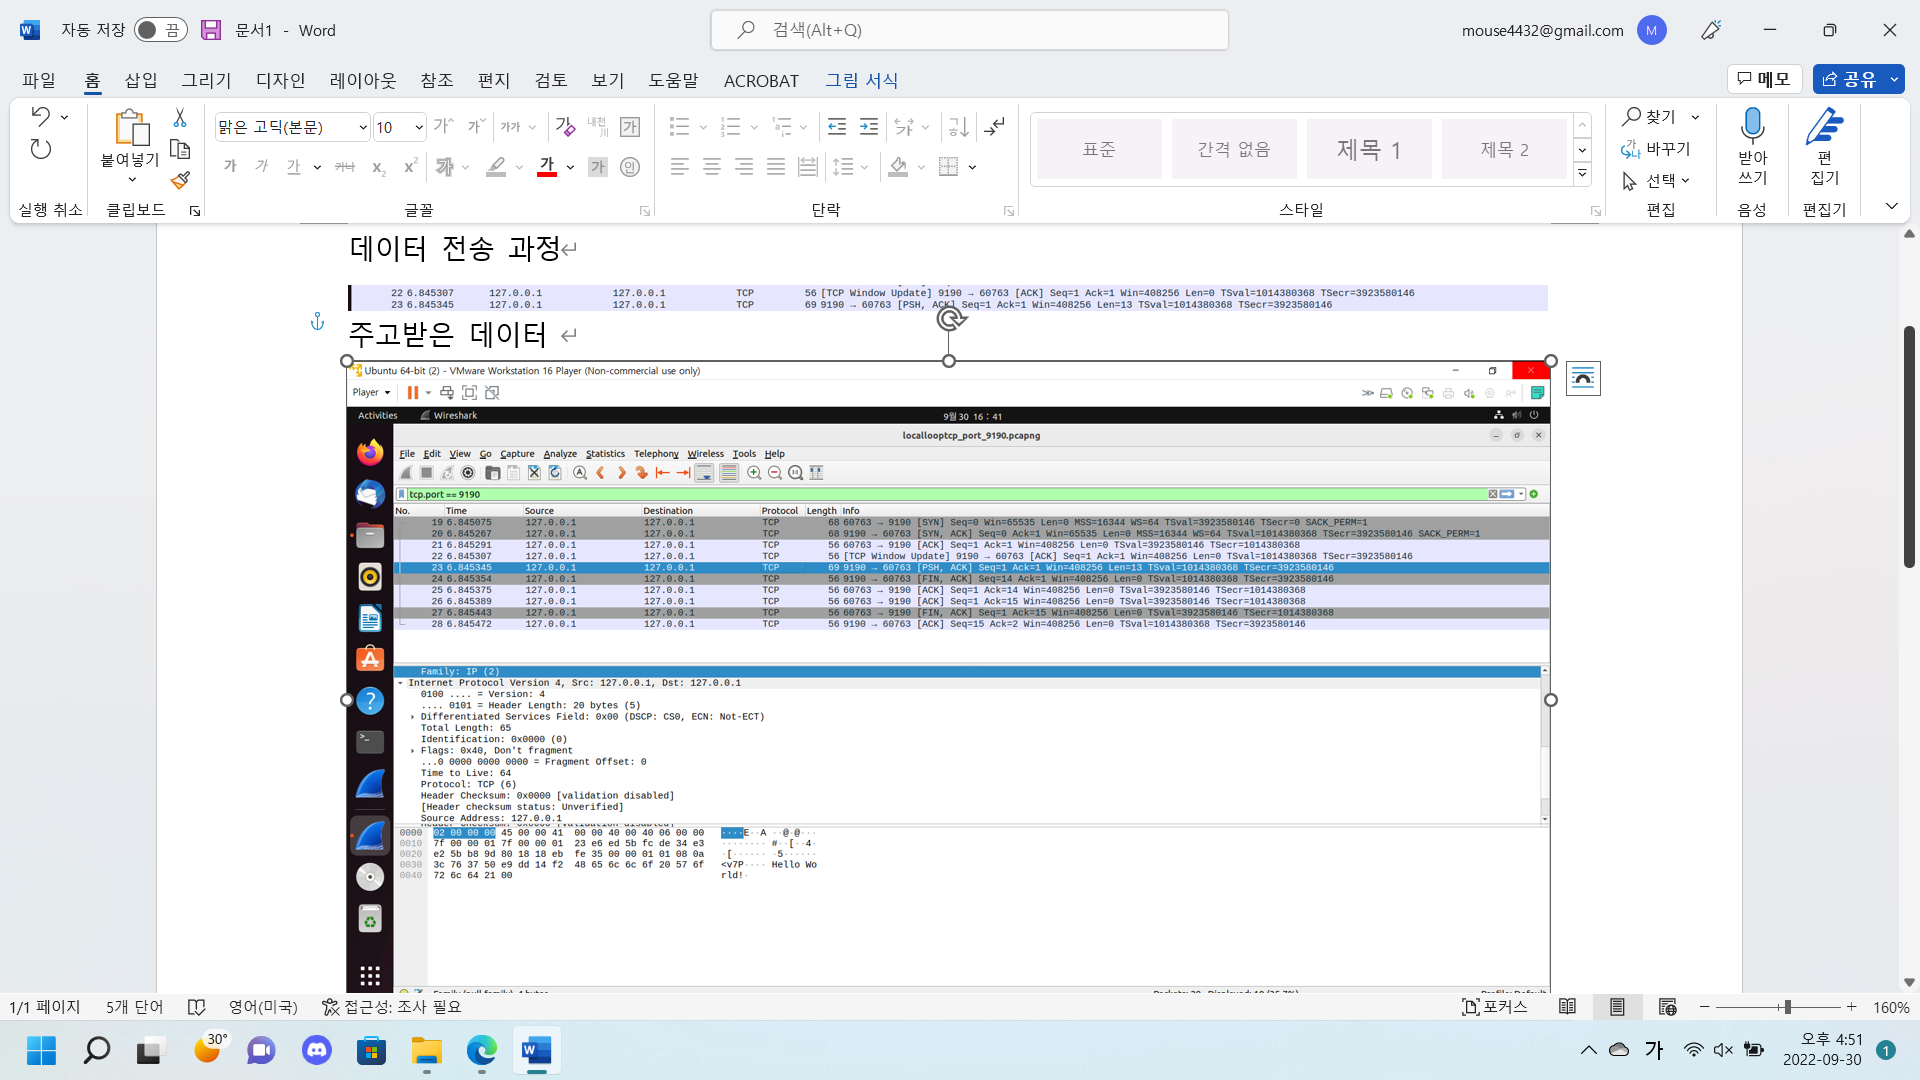 자동 저장 끔 문서1 - Word 검색(Alt+Q) mouse4432@gmail.com M
파일 홈 삽입 그리기 디자인 레이아웃 참조 편지 검토 보기 도움말 ACROBAT 그림 서식 메모 공유
붙여넣기 맑은 고딕(본문) 10 표준 간격 없음 제목 1 제목 2 찾기 바꾸기 선택 받아쓰기 편집기
실행 취소 클립보드 글꼴 단락 스타일 편집 음성 편집기
데이터 전송 과정
22 6.845307 127.0.0.1 127.0.0.1 TCP 56 [TCP Window Update] 9190 → 60763 [ACK] Seq=1 Ack=1 Win=408256 Len=0 TSval=1014380368 TSecr=3923580146
23 6.845345 127.0.0.1 127.0.0.1 TCP 69 9190 → 60763 [PSH, ACK] Seq=1 Ack=1 Win=408256 Len=13 TSval=1014380368 TSecr=3923580146
주고받은 데이터
Ubuntu 64-bit (2) - VMware Workstation 16 Player (Non-commercial use only)
Player
Activities Wireshark 9월 30 16 : 41
locallooptcp_port_9190.pcapng
File Edit View Go Capture Analyze Statistics Telephony Wireless Tools Help
tcp.port == 9190
No. Time Source Destination Protocol Length Info
19 6.845075 127.0.0.1 127.0.0.1 TCP 68 60763 → 9190 [SYN] Seq=0 Win=65535 Len=0 MSS=16344 WS=64 TSval=3923580146 TSecr=0 SACK_PERM=1
20 6.845267 127.0.0.1 127.0.0.1 TCP 68 9190 → 60763 [SYN, ACK] Seq=0 Ack=1 Win=65535 Len=0 MSS=16344 WS=64 TSval=1014380368 TSecr=3923580146 SACK_PERM=1
21 6.845291 127.0.0.1 127.0.0.1 TCP 56 60763 → 9190 [ACK] Seq=1 Ack=1 Win=408256 Len=0 TSval=3923580146 TSecr=1014380368
22 6.845307 127.0.0.1 127.0.0.1 TCP 56 [TCP Window Update] 9190 → 60763 [ACK] Seq=1 Ack=1 Win=408256 Len=0 TSval=1014380368 TSecr=3923580146
23 6.845345 127.0.0.1 127.0.0.1 TCP 69 9190 → 60763 [PSH, ACK] Seq=1 Ack=1 Win=408256 Len=13 TSval=1014380368 TSecr=3923580146
24 6.845354 127.0.0.1 127.0.0.1 TCP 56 9190 → 60763 [FIN, ACK] Seq=14 Ack=1 Win=408256 Len=0 TSval=1014380368 TSecr=3923580146
25 6.845375 127.0.0.1 127.0.0.1 TCP 56 60763 → 9190 [ACK] Seq=1 Ack=14 Win=408256 Len=0 TSval=3923580146 TSecr=1014380368
26 6.845389 127.0.0.1 127.0.0.1 TCP 56 60763 → 9190 [ACK] Seq=1 Ack=15 Win=408256 Len=0 TSval=3923580146 TSecr=1014380368
27 6.845443 127.0.0.1 127.0.0.1 TCP 56 60763 → 9190 [FIN, ACK] Seq=1 Ack=15 Win=408256 Len=0 TSval=3923580146 TSecr=1014380368
28 6.845472 127.0.0.1 127.0.0.1 TCP 56 9190 → 60763 [ACK] Seq=15 Ack=2 Win=408256 Len=0 TSval=1014380368 TSecr=3923580146
Family: IP (2)
Internet Protocol Version 4, Src: 127.0.0.1, Dst: 127.0.0.1
0100 .... = Version: 4
.... 0101 = Header Length: 20 bytes (5)
Differentiated Services Field: 0x00 (DSCP: CS0, ECN: Not-ECT)
Total Length: 65
Identification: 0x0000 (0)
Flags: 0x40, Don't fragment
...0 0000 0000 0000 = Fragment Offset: 0
Time to Live: 64
Protocol: TCP (6)
Header Checksum: 0x0000 [validation disabled]
[Header checksum status: Unverified]
Source Address: 127.0.0.1
0000 02 00 00 00 45 00 00 41 00 00 40 00 40 06 00 00 ····E··A ··@·@···
0010 7f 00 00 01 7f 00 00 01 23 e6 ed 5b fc de 34 e3 ········ #··[··4·
0020 e2 5b b8 9d 80 18 18 eb fe 35 00 00 01 01 08 0a ·[······ ·5······
0030 3c 76 37 50 e9 dd 14 f2 48 65 6c 6c 6f 20 57 6f <v7P···· Hello Wo
0040 72 6c 64 21 00 rld!·
1/1 페이지 5개 단어 영어(미국) 접근성: 조사 필요 포커스 160%
30° 가 오후 4:51
2022-09-30 1